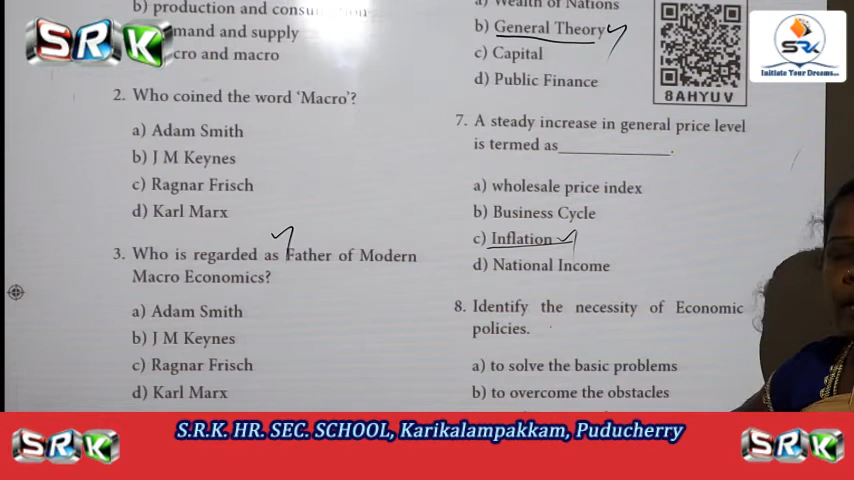 b) production and consu
mand and supply
cro and macro
2. Who coined the word ‘Macro’?
a) Adam Smith
b) J M Keynes
c) Ragnar Frisch
d) Karl Marx
3. Who is regarded as Father of Modern
Macro Economics?
a) Adam Smith
b) J M Keynes
c) Ragnar Frisch
d) Karl Marx
a) Wealth of Nations
b) General Theory
c) Capital
d) Public Finance
8AHYUV
7. A steady increase in general price level
is termed as____________.
a) wholesale price index
b) Business Cycle
c) Inflation
d) National Income
8. Identify the necessity of Economic
policies.
a) to solve the basic problems
b) to overcome the obstacles
SRK
SRK
Initiate Your Dreams...
S.R.K. HR. SEC. SCHOOL, Karikalampakkam, Puducherry
SRK
SRK